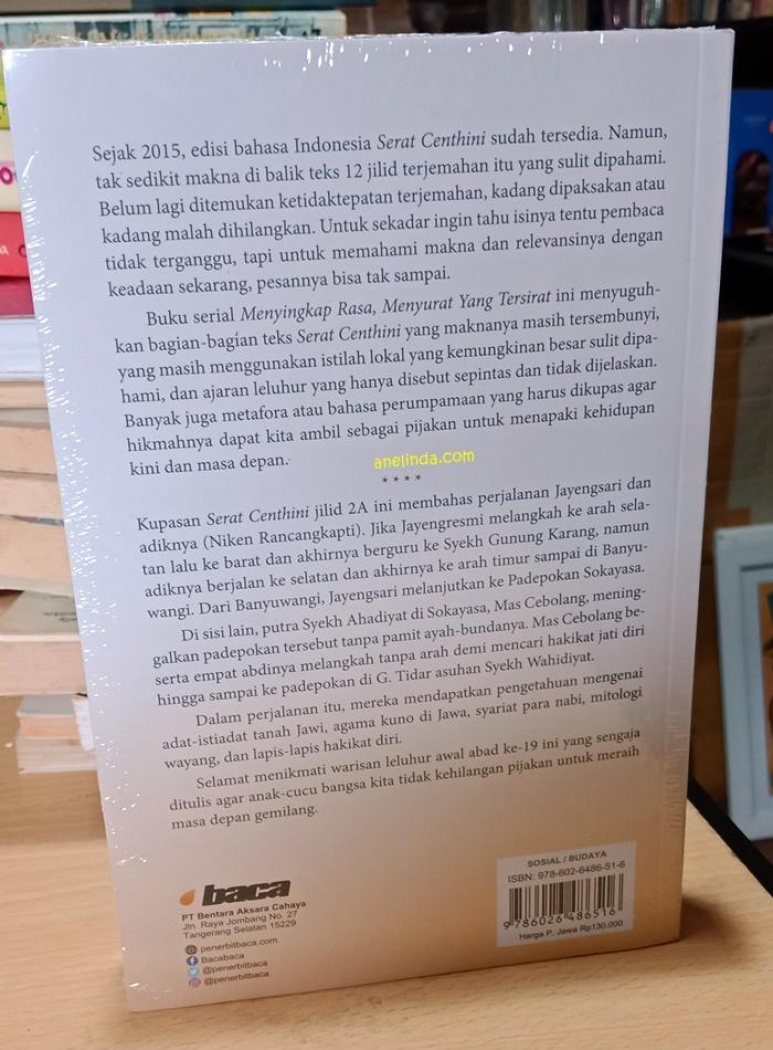 Sejak 2015, edisi bahasa Indonesia Serat Centhini sudah tersedia. Namun,
tak sedikit makna di balik teks 12 jilid terjemahan itu yang sulit dipahami.
Belum lagi ditemukan ketidaktepatan terjemahan, kadang dipaksakan atau
kadang malah dihilangkan. Untuk sekadar ingin tahu isinya tentu pembaca
tidak terganggu, tapi untuk memahami makna dan relevansinya dengan
keadaan sekarang, pesannya bisa tak sampai.
Buku serial Menyingkap Rasa, Menyurat Yang Tersirat ini menyuguh-
kan bagian-bagian teks Serat Centhini yang maknanya masih tersembunyi,
yang masih menggunakan istilah lokal yang kemungkinan besar sulit dipa-
hami, dan ajaran leluhur yang hanya disebut sepintas dan tidak dijelaskan.
Banyak juga metafora atau bahasa perumpamaan yang harus dikupas agar
hikmahnya dapat kita ambil sebagai pijakan untuk menapaki kehidupan
kini dan masa depan.
anelinda.com
****
Kupasan Serat Centhini jilid 2A ini membahas perjalanan Jayengsari dan
adiknya (Niken Rancangkapti). Jika Jayengresmi melangkah ke arah sela-
tan lalu ke barat dan akhirnya berguru ke Syekh Gunung Karang, namun
adiknya berjalan ke selatan dan akhirnya ke arah timur sampai di Banyu-
wangi. Dari Banyuwangi, Jayengsari melanjutkan ke Padepokan Sokayasa.
Di sisi lain, putra Syekh Ahadiyat di Sokayasa, Mas Cebolang, mening-
galkan padepokan tersebut tanpa pamit ayah-bundanya. Mas Cebolang be-
serta empat abdinya melangkah tanpa arah demi mencari hakikat jati diri
hingga sampai ke padepokan di G. Tidar asuhan Syekh Wahidiyat.
Dalam perjalanan itu, mereka mendapatkan pengetahuan mengenai
adat-istiadat tanah Jawi, agama kuno di Jawa, syariat para nabi, mitologi
wayang, dan lapis-lapis hakikat diri.
Selamat menikmati warisan leluhur awal abad ke-19 ini yang sengaja
ditulis agar anak-cucu bangsa kita tidak kehilangan pijakan untuk meraih
masa depan gemilang.
baca
PT Bentara Aksara Cahaya
Jln. Raya Jombang No. 27
Tangerang Selatan 15229
penerbitbaca.com
Bacabaca
@penerbitbaca
@penerbitbaca
SOSIAL / BUDAYA
ISBN: 978-602-6486-51-6
9 786026 486516
Harga P. Jawa Rp130.000